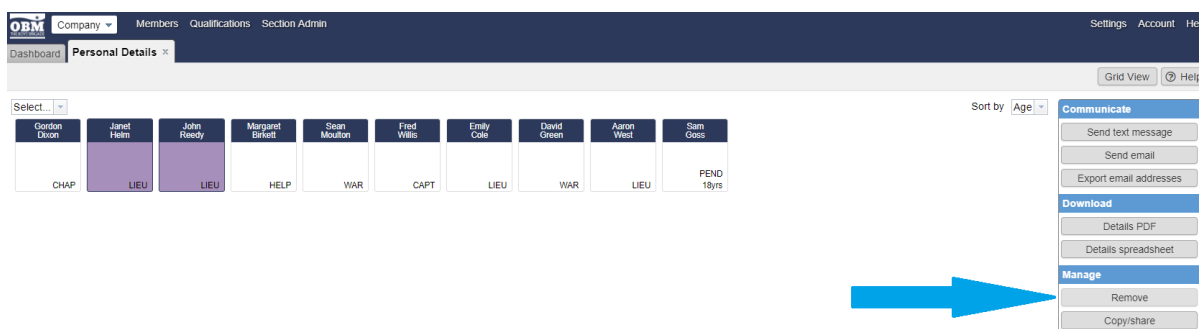 OBM Company Members Qualifications Section Admin Settings Account He
Dashboard Personal Details ×
Grid View Help
Select... Sort by Age
Communicate
Gordon Dixon Janet Helm John Reedy Margaret Birkett Sean Moulton Fred Willis Emily Cole David Green Aaron West Sam Goss
Send text message
Send email
PEND
CHAP LIEU LIEU HELP WAR CAPT LIEU WAR LIEU 18yrs
Export email addresses
Download
Details PDF
Details spreadsheet
Manage
Remove
Copy/share